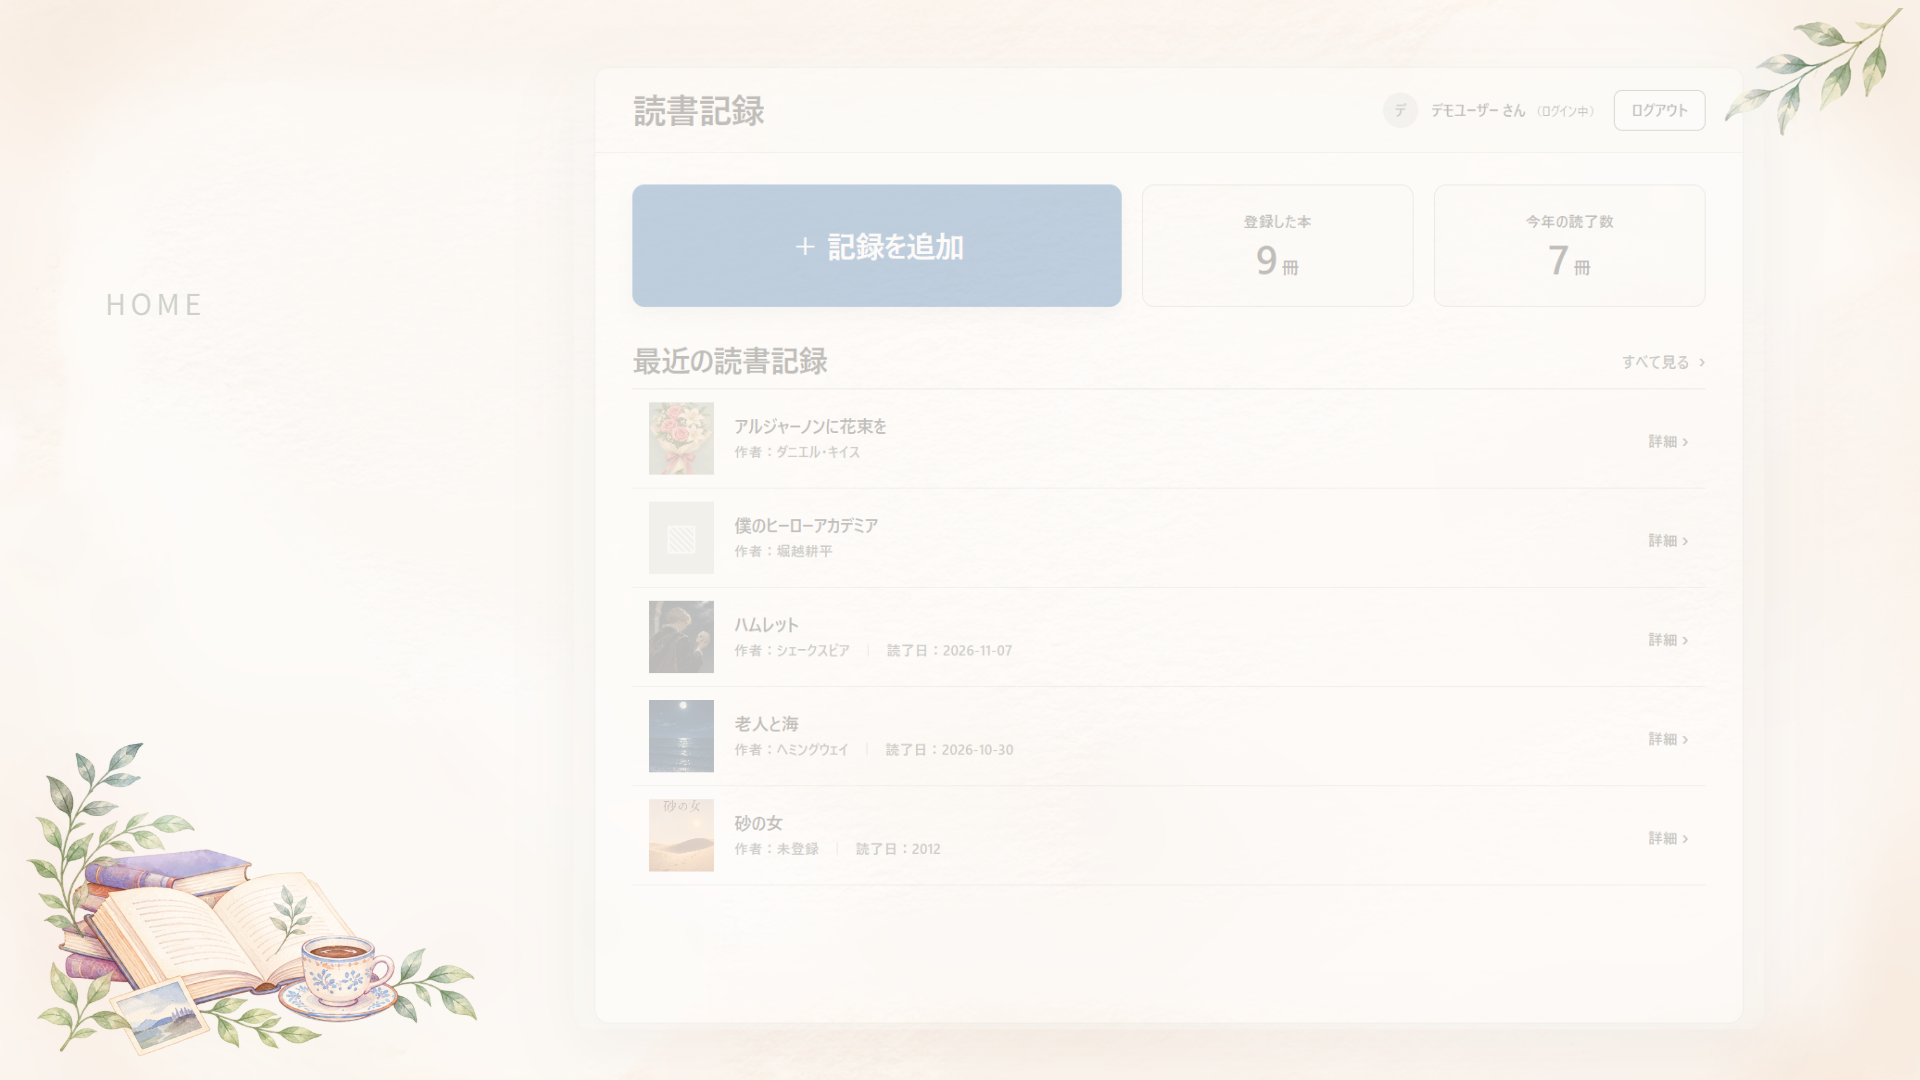 HOME
読書記録
デ デモユーザー さん （ログイン中） ログアウト
＋ 記録を追加
登録した本
9 冊
今年の読了数
7 冊
最近の読書記録
すべて見る ›
アルジャーノンに花束を
作者：ダニエル・キイス
詳細 ›
僕のヒーローアカデミア
作者：堀越耕平
詳細 ›
ハムレット
作者：シェークスピア | 読了日：2026-11-07
詳細 ›
老人と海
作者：ヘミングウェイ | 読了日：2026-10-30
詳細 ›
砂の女
砂の女
作者：未登録 | 読了日：2012
詳細 ›